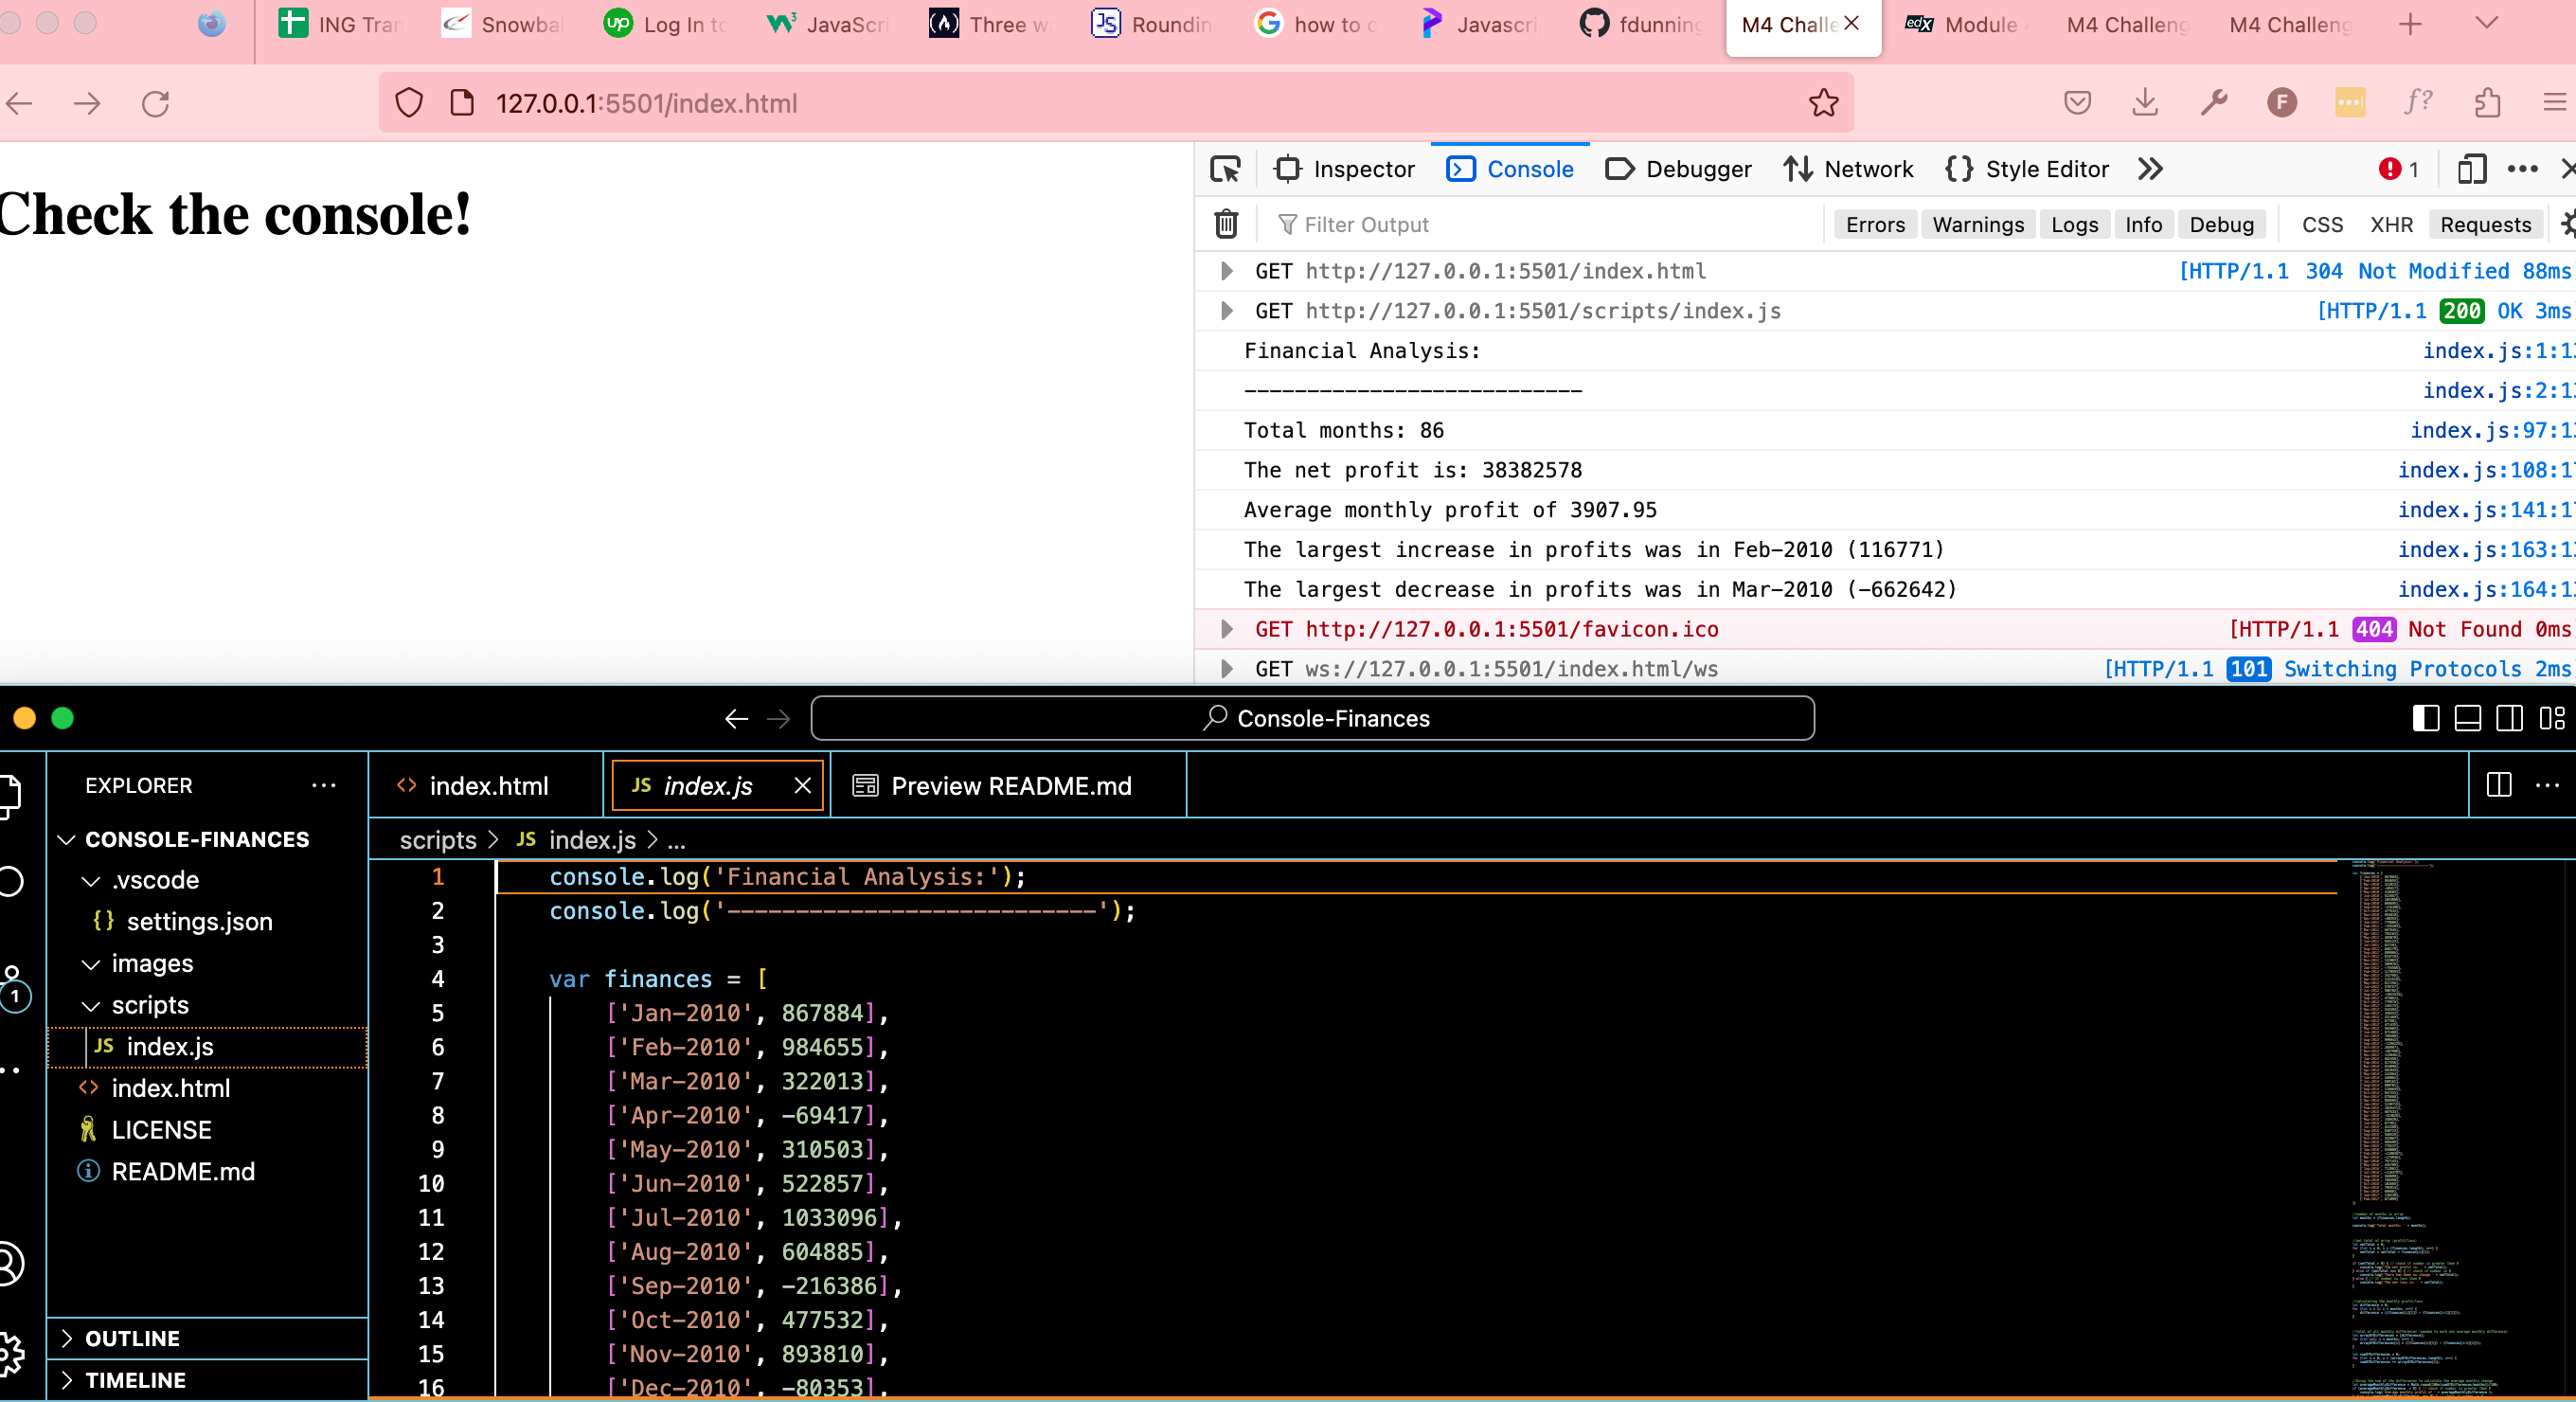 ING Tran
Snowbal
Log In to
JavaScri
Three w
Roundin
how to c
Javascri
fdunning
M4 Challe
Module
M4 Challeng
M4 Challeng
127.0.0.1:5501/index.html
Check the console!
Inspector Console Debugger Network Style Editor 1
Filter Output Errors Warnings Logs Info Debug CSS XHR Requests
GET http://127.0.0.1:5501/index.html [HTTP/1.1 304 Not Modified 88ms
GET http://127.0.0.1:5501/scripts/index.js [HTTP/1.1 200 OK 3ms
Financial Analysis: index.js:1:1
--------------------------- index.js:2:1
Total months: 86 index.js:97:1
The net profit is: 38382578 index.js:108:1
Average monthly profit of 3907.95 index.js:141:1
The largest increase in profits was in Feb-2010 (116771) index.js:163:1
The largest decrease in profits was in Mar-2010 (-662642) index.js:164:1
GET http://127.0.0.1:5501/favicon.ico [HTTP/1.1 404 Not Found 0ms
GET ws://127.0.0.1:5501/index.html/ws [HTTP/1.1 101 Switching Protocols 2ms
Console-Finances
EXPLORER
CONSOLE-FINANCES
.vscode
{} settings.json
images
scripts
JS index.js
<> index.html
LICENSE
README.md
OUTLINE
TIMELINE
1
<> index.html JS index.js Preview README.md
scripts > JS index.js > ...
1 console.log('Financial Analysis:');
2 console.log('---------------------------');
3
4 var finances = [
5 ['Jan-2010', 867884],
6 ['Feb-2010', 984655],
7 ['Mar-2010', 322013],
8 ['Apr-2010', -69417],
9 ['May-2010', 310503],
10 ['Jun-2010', 522857],
11 ['Jul-2010', 1033096],
12 ['Aug-2010', 604885],
13 ['Sep-2010', -216386],
14 ['Oct-2010', 477532],
15 ['Nov-2010', 893810],
16 ['Dec-2010', -80353],